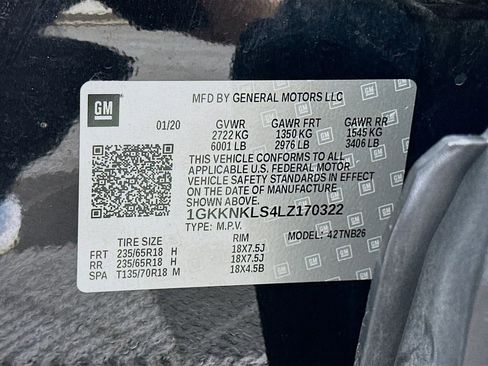 GM
MFD BY GENERAL MOTORS LLC
01/20 GVWR GAWR FRT GAWR RR
2722 KG 1350 KG 1545 KG
6001 LB 2976 LB 3406 LB
THIS VEHICLE CONFORMS TO ALL
APPLICABLE U.S. FEDERAL MOTOR
VEHICLE SAFETY STANDARDS IN EFFECT
ON THE DATE OF MANUFACTURE
SHOWN ABOVE.
1GKKNKLS4LZ170322
TYPE: M.P.V. MODEL: 42TNB26
TIRE SIZE RIM
FRT 235/65R18 H 18X7.5J
RR 235/65R18 H 18X7.5J
SPA T135/70R18 M 18X4.5B